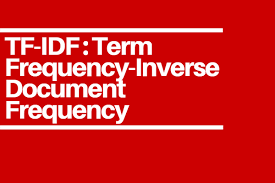 TF-IDF : Term
Frequency-Inverse
Document
Frequency